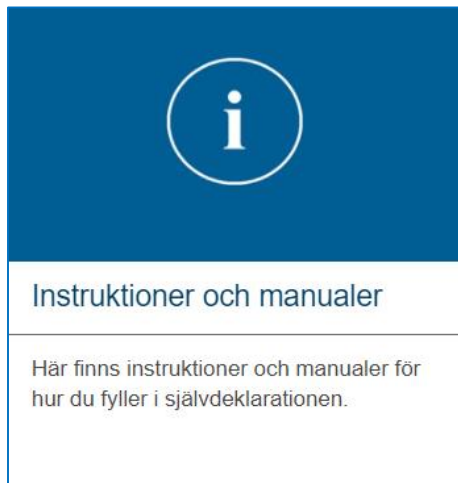 i
Instruktioner och manualer
Här finns instruktioner och manualer för
hur du fyller i självdeklarationen.